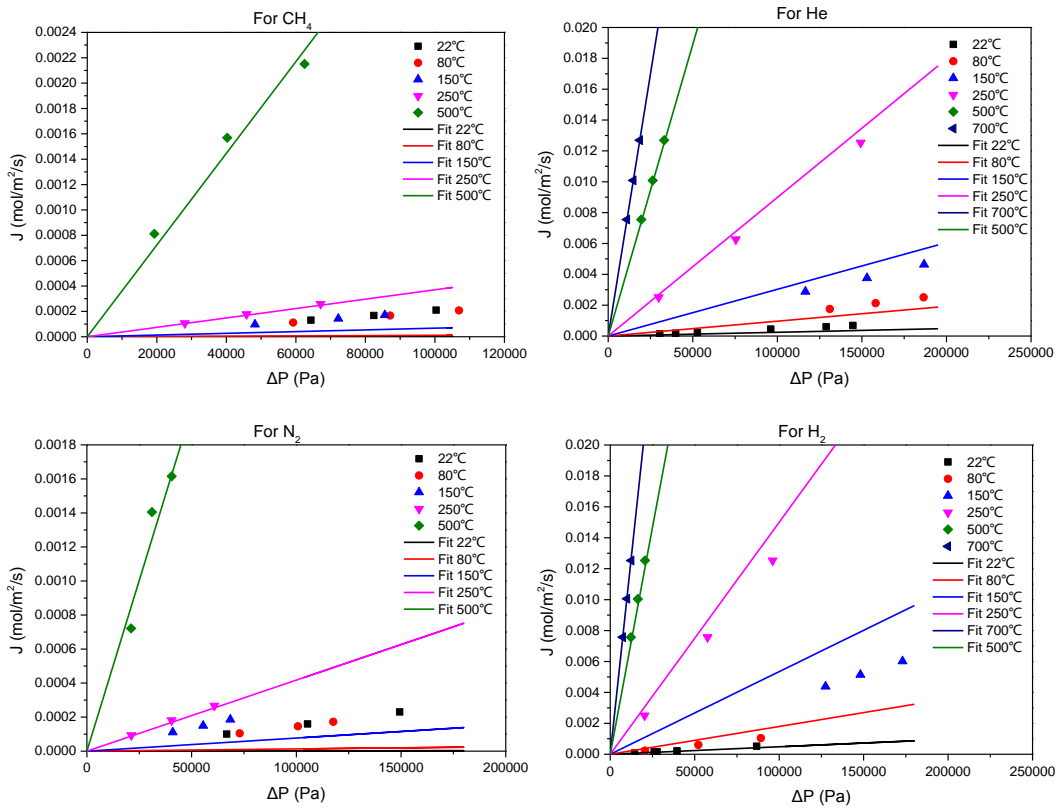 For CH₄
J (mol/m²/s)
0.0024
0.0022
0.0020
0.0018
0.0016
0.0014
0.0012
0.0010
0.0008
0.0006
0.0004
0.0002
0.0000
0
20000
40000
60000
80000
100000
120000
ΔP (Pa)
22℃
80℃
150℃
250℃
500℃
Fit 22℃
Fit 80℃
Fit 150℃
Fit 250℃
Fit 500℃
For He
J (mol/m²/s)
0.020
0.018
0.016
0.014
0.012
0.010
0.008
0.006
0.004
0.002
0.000
0
50000
100000
150000
200000
250000
ΔP (Pa)
22℃
80℃
150℃
250℃
500℃
700℃
Fit 22℃
Fit 80℃
Fit 150℃
Fit 250℃
Fit 700℃
Fit 500℃
For N₂
J (mol/m²/s)
0.0018
0.0016
0.0014
0.0012
0.0010
0.0008
0.0006
0.0004
0.0002
0.0000
0
50000
100000
150000
200000
ΔP (Pa)
22℃
80℃
150℃
250℃
500℃
Fit 22℃
Fit 80℃
Fit 150℃
Fit 250℃
Fit 500℃
For H₂
J (mol/m²/s)
0.020
0.018
0.016
0.014
0.012
0.010
0.008
0.006
0.004
0.002
0.000
0
50000
100000
150000
200000
250000
ΔP (Pa)
22℃
80℃
150℃
250℃
500℃
700℃
Fit 22℃
Fit 80℃
Fit 150℃
Fit 250℃
Fit 700℃
Fit 500℃